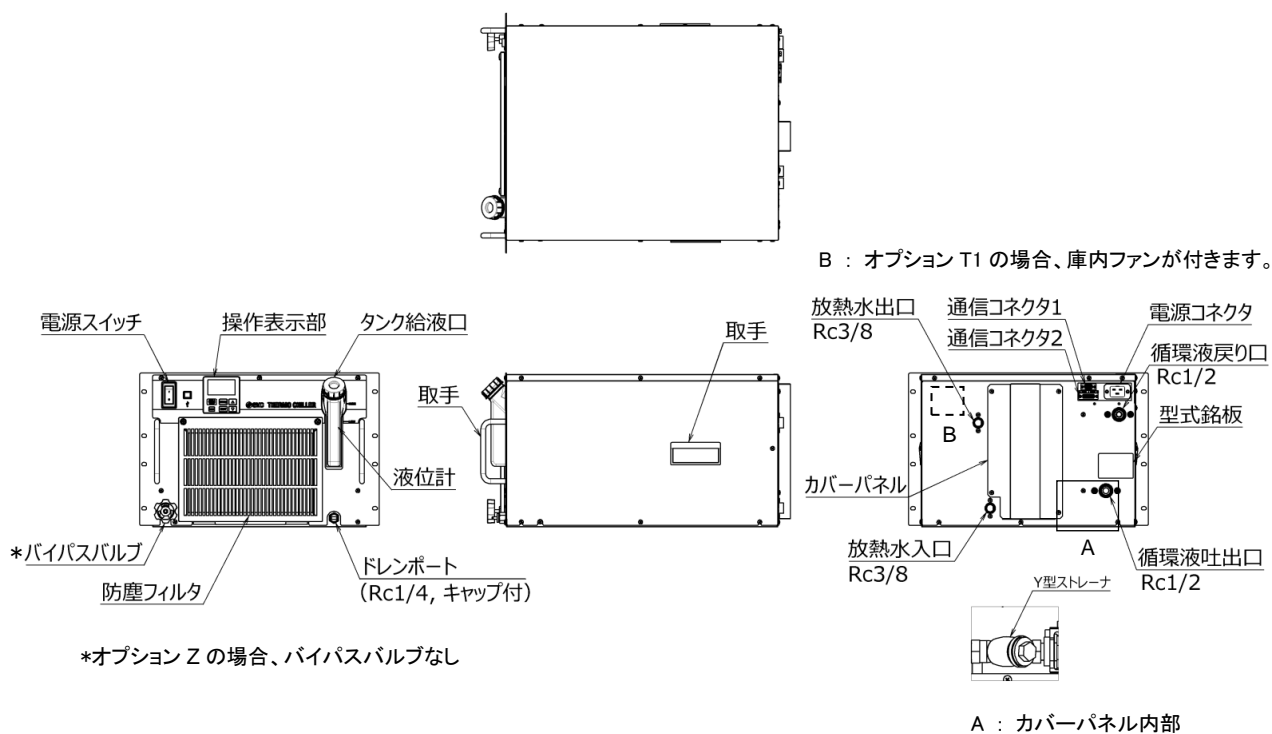 B : オプション T1 の場合、庫内ファンが付きます。
電源スイッチ
操作表示部
タンク給液口
SMC THERMO CHILLER
液位計
*バイパスバルブ
防塵フィルタ
ドレンポート
(Rc1/4, キャップ付)
*オプション Z の場合、バイパスバルブなし
取手
取手
放熱水出口
Rc3/8
通信コネクタ1
通信コネクタ2
電源コネクタ
循環液戻り口
Rc1/2
型式銘板
B
カバーパネル
放熱水入口
Rc3/8
A
循環液吐出口
Rc1/2
Y型ストレーナ
A : カバーパネル内部